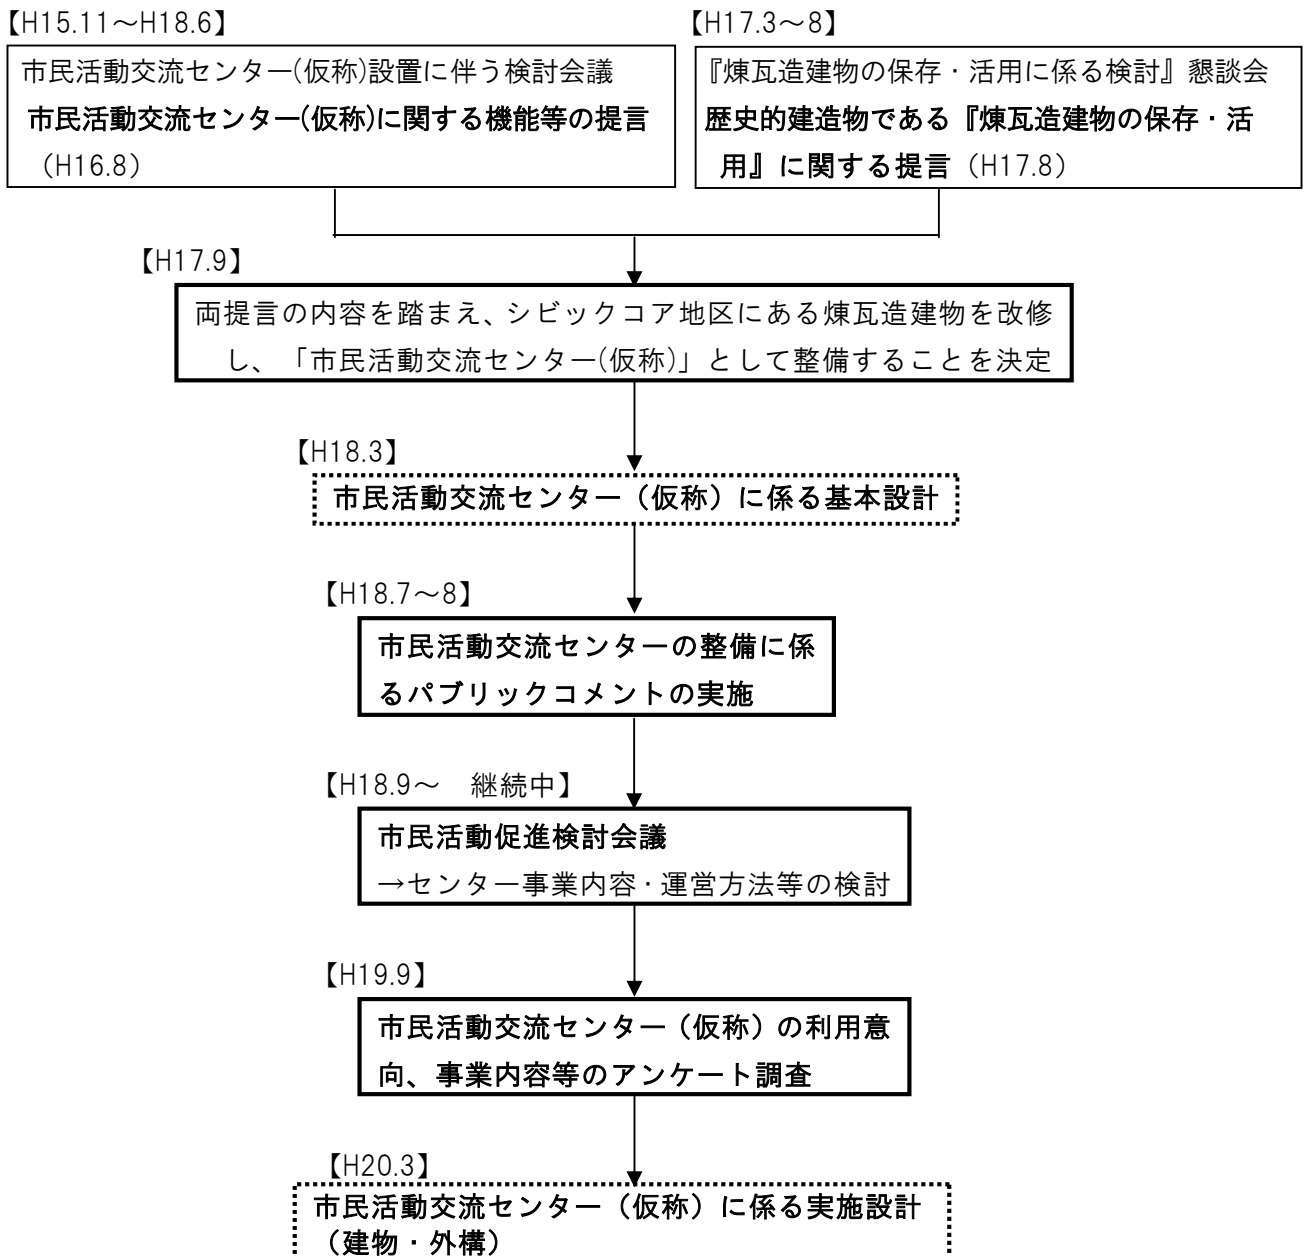 【H15.11～H18.6】
市民活動交流センター(仮称)設置に伴う検討会議
市民活動交流センター(仮称)に関する機能等の提言
（H16.8）
【H17.3～8】
『煉瓦造建物の保存・活用に係る検討』懇談会
歴史的建造物である『煉瓦造建物の保存・活
用』に関する提言（H17.8）
【H17.9】
両提言の内容を踏まえ、シビックコア地区にある煉瓦造建物を改修
し、「市民活動交流センター(仮称)」として整備することを決定
【H18.3】
市民活動交流センター（仮称）に係る基本設計
【H18.7～8】
市民活動交流センターの整備に係
るパブリックコメントの実施
【H18.9～　継続中】
市民活動促進検討会議
→センター事業内容・運営方法等の検討
【H19.9】
市民活動交流センター（仮称）の利用意
向、事業内容等のアンケート調査
【H20.3】
市民活動交流センター（仮称）に係る実施設計
（建物・外構）